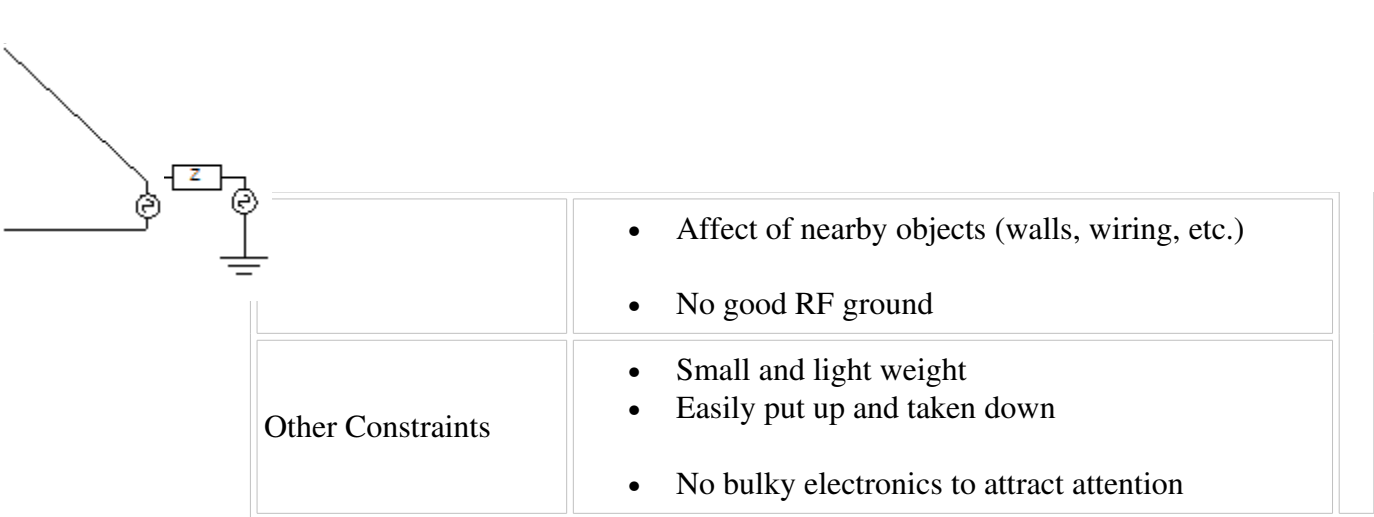 Z
• Affect of nearby objects (walls, wiring, etc.)
• No good RF ground
Other Constraints
• Small and light weight
• Easily put up and taken down
• No bulky electronics to attract attention